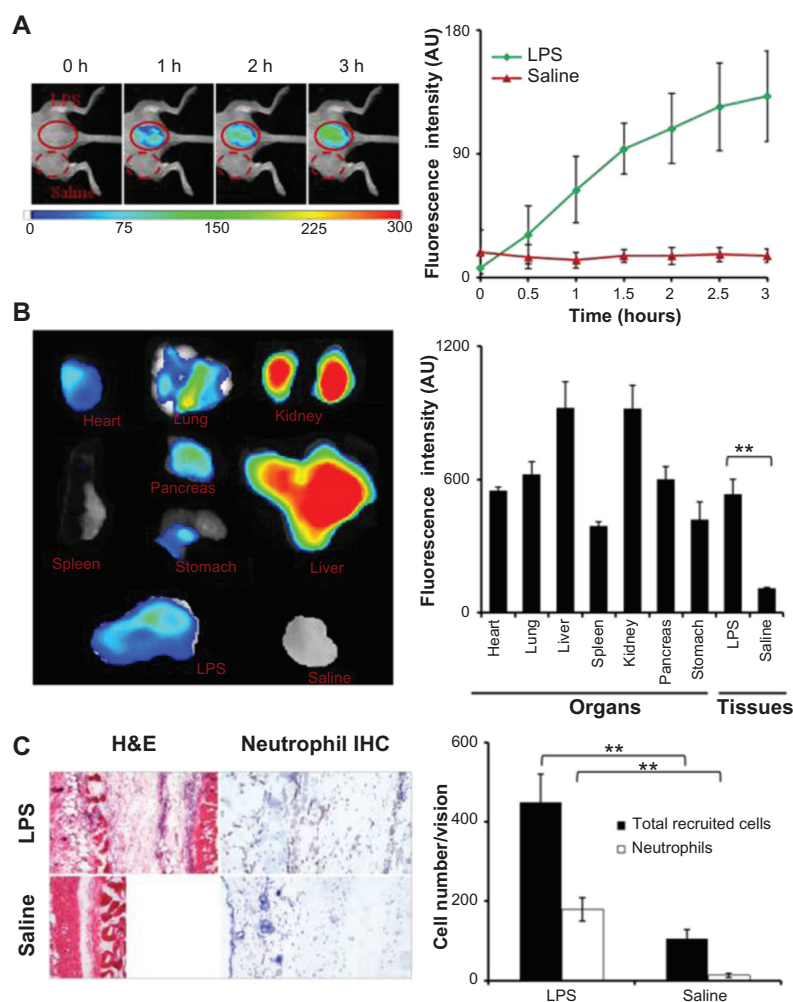 A
0 h 1 h 2 h 3 h
LPS
Saline
0 75 150 225 300
Fluorescence intensity (AU)
180
90
0
LPS
Saline
0 0.5 1 1.5 2 2.5 3
Time (hours)
B
Heart Lung Kidney
Pancreas
Spleen Stomach Liver
LPS Saline
Fluorescence intensity (AU)
1200
600
0
**
Heart Lung Liver Spleen Kidney Pancreas Stomach LPS Saline
Organs Tissues
C
H&E Neutrophil IHC
LPS
Saline
Cell number/vision
600
400
200
0
**
**
Total recruited cells
Neutrophils
LPS Saline